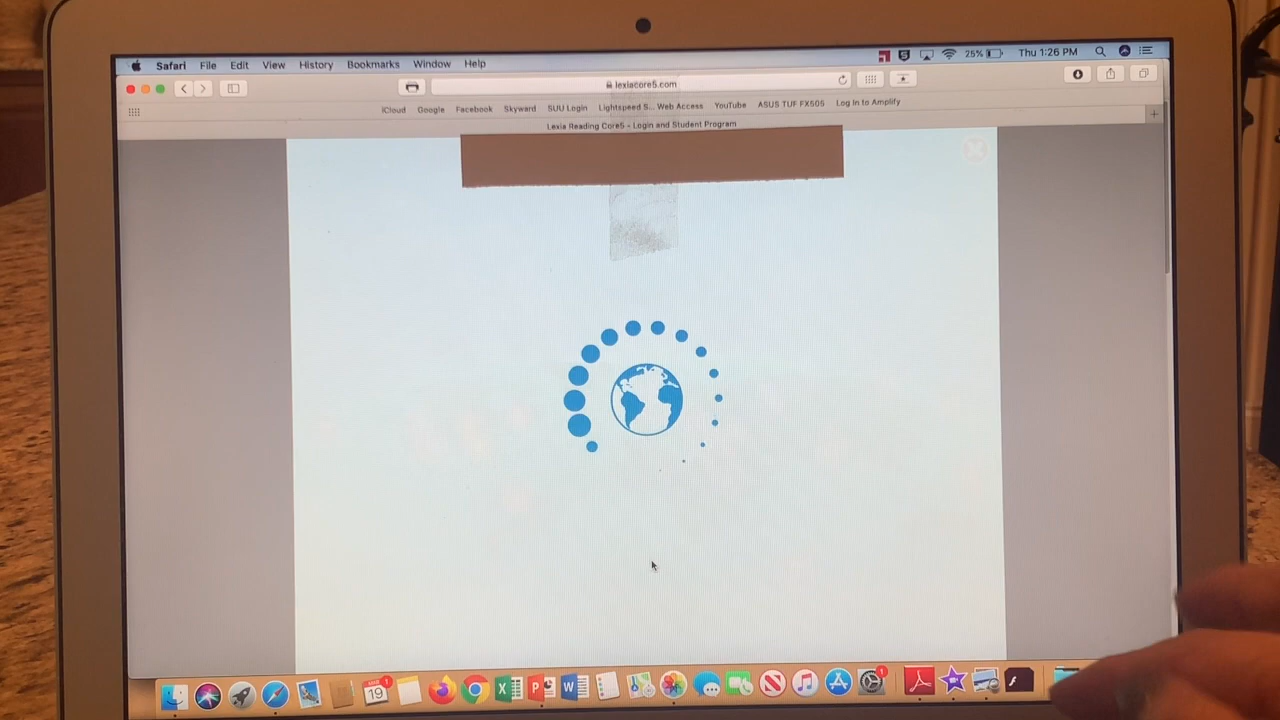 Safari File Edit View History Bookmarks Window Help 25% Thu 1:26 PM
lexiacore5.com
iCloud Google Facebook Skyward SUU Login Lightspeed S... Web Access YouTube ASUS TUF FX505 Log In to Amplify
Lexia Reading Core5 - Login and Student Program
19